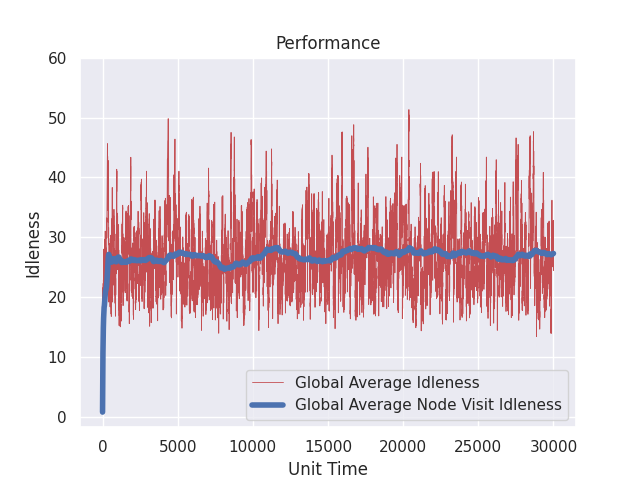 Performance
60
50
40
30
20
10
0
Idleness
Global Average Idleness
Global Average Node Visit Idleness
0 5000 10000 15000 20000 25000 30000
Unit Time